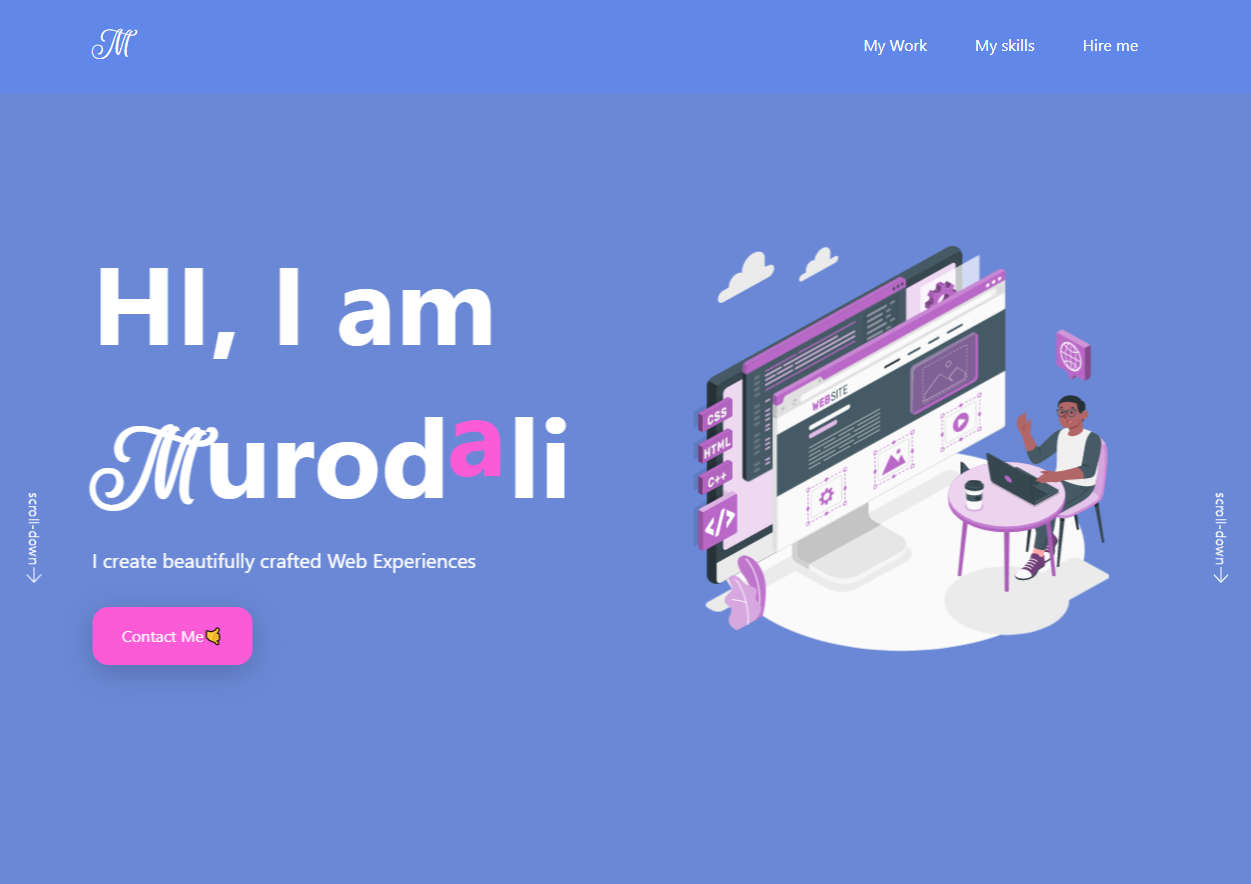 M
My Work
My skills
Hire me
HI, I am
Murodali
I create beautifully crafted Web Experiences
Contact Me🤙
scroll-down→
scroll-down→
WEBSITE
CSS
HTML
C++
</>